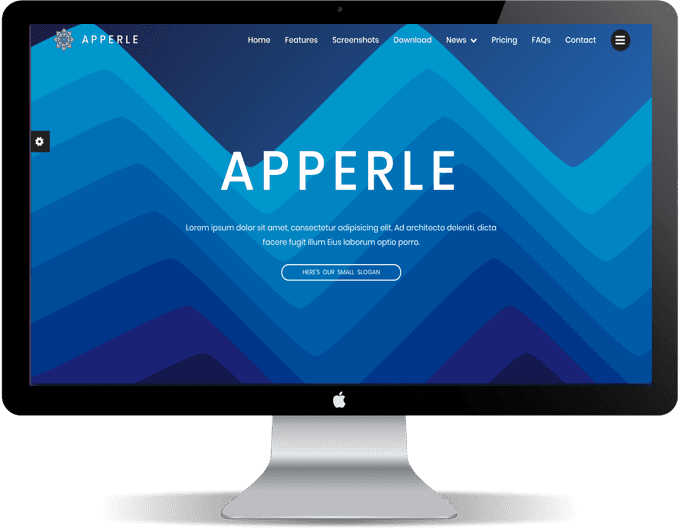 APPERLE
Home Features Screenshots Download News Pricing FAQs Contact
APPERLE
Lorem ipsum dolor sit amet, consectetur adipisicing elit. Ad architecto deleniti, dicta
facere fugit illum Eius laborum optio porro.
HERE'S OUR SMALL SLOGAN